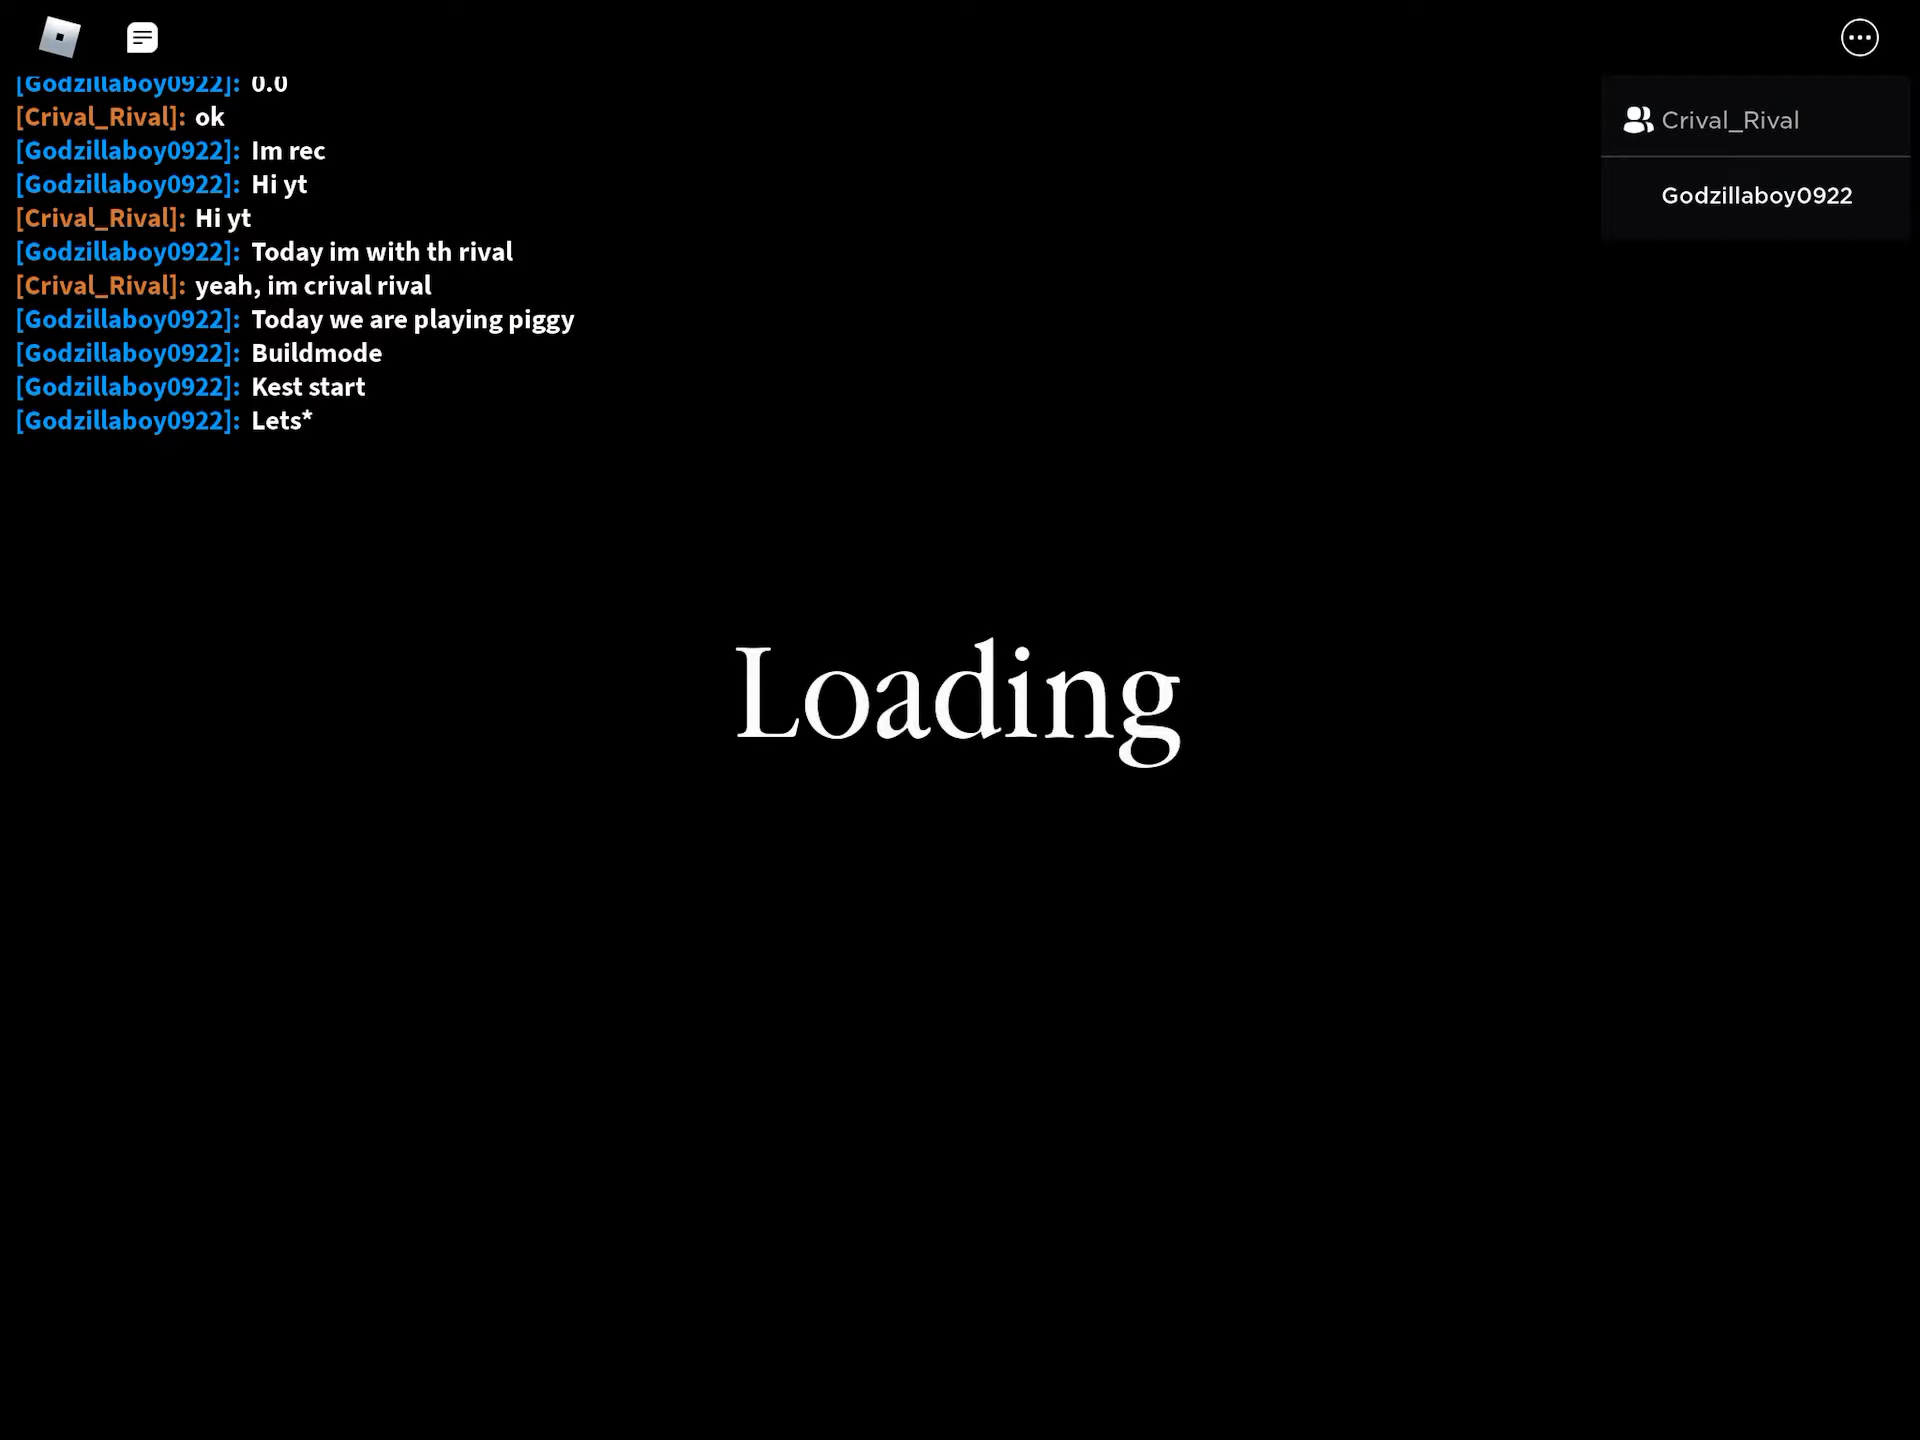 [Godzillaboy0922]: 0.0
[Crival_Rival]: ok
[Godzillaboy0922]: Im rec
[Godzillaboy0922]: Hi yt
[Crival_Rival]: Hi yt
[Godzillaboy0922]: Today im with th rival
[Crival_Rival]: yeah, im crival rival
[Godzillaboy0922]: Today we are playing piggy
[Godzillaboy0922]: Buildmode
[Godzillaboy0922]: Kest start
[Godzillaboy0922]: Lets*
Crival_Rival
Godzillaboy0922
Loading